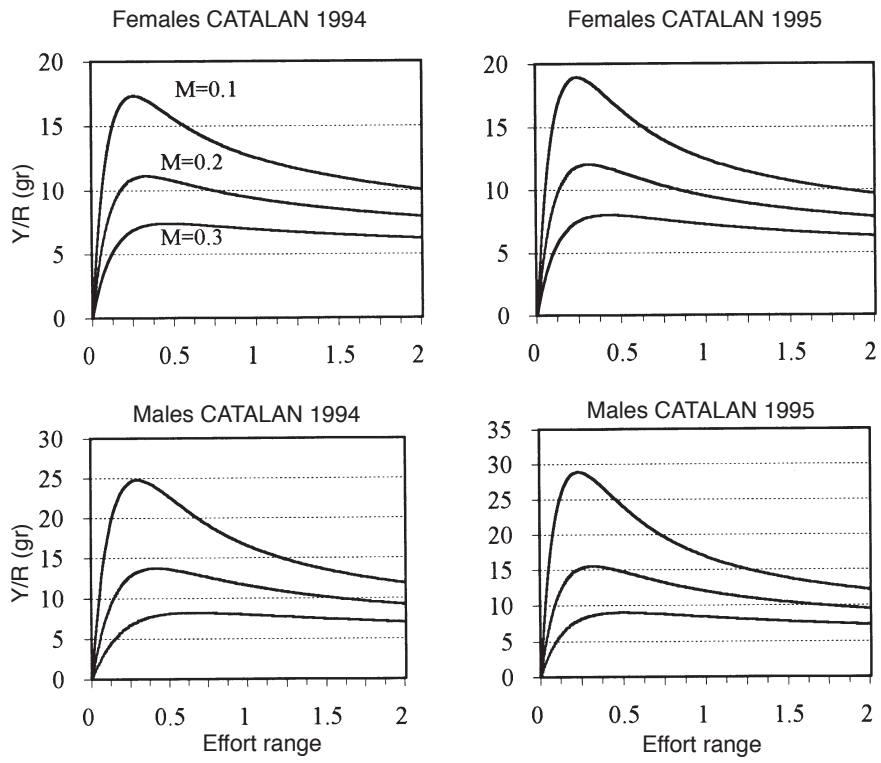 Females CATALAN 1994
20
15
10
5
0
Y/R (gr)
M=0.1
M=0.2
M=0.3
0 0.5 1 1.5 2
Females CATALAN 1995
20
15
10
5
0
0 0.5 1 1.5 2
Males CATALAN 1994
30
25
20
15
10
5
0
Y/R (gr)
0 0.5 1 1.5 2
Effort range
Males CATALAN 1995
35
30
25
20
15
10
5
0
0 0.5 1 1.5 2
Effort range